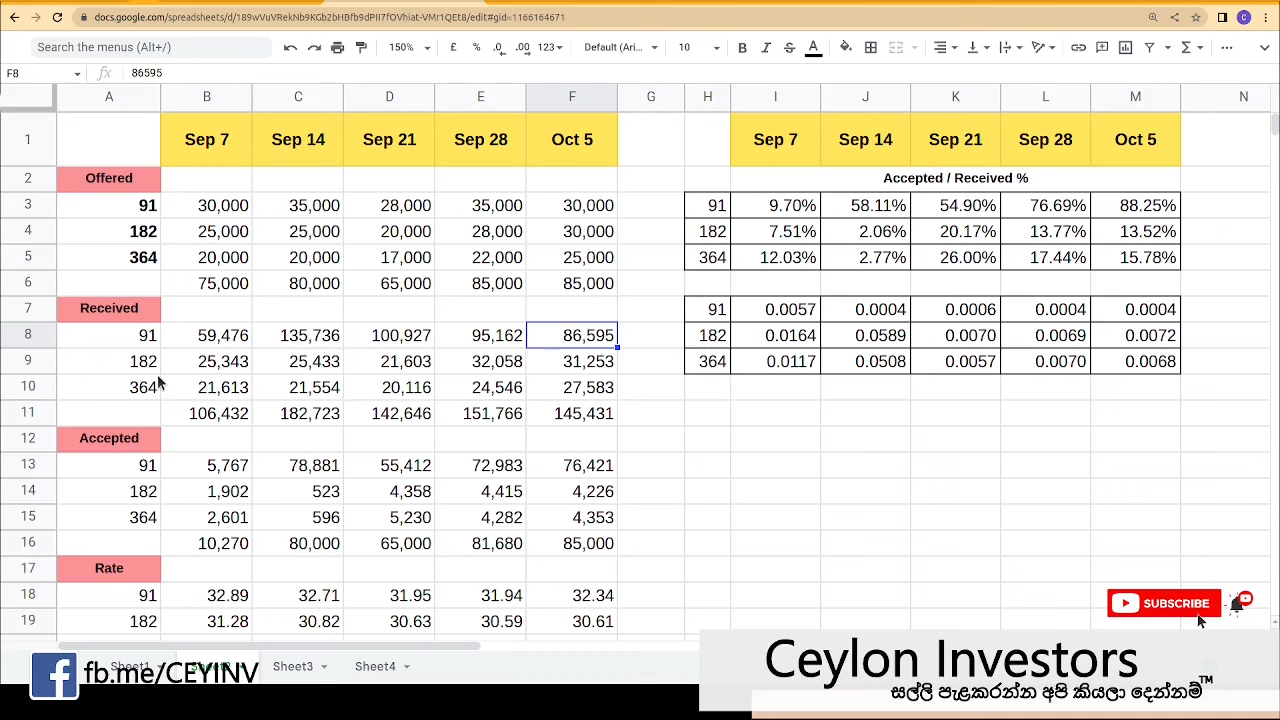 docs.google.com/spreadsheets/d/189wVuVRekNb9KGb2bHBfb9dPII7fOVhiat-VMr1QEt8/edit#gid=1166164671
Search the menus (Alt+/) 150% £ % .0 .00 123 Default (Ari... 10 B I S A
F8 fx 86595
A B C D E F G H I J K L M N
1 Sep 7 Sep 14 Sep 21 Sep 28 Oct 5 Sep 7 Sep 14 Sep 21 Sep 28 Oct 5
2 Offered Accepted / Received %
3 91 30,000 35,000 28,000 35,000 30,000 91 9.70% 58.11% 54.90% 76.69% 88.25%
4 182 25,000 25,000 20,000 28,000 30,000 182 7.51% 2.06% 20.17% 13.77% 13.52%
5 364 20,000 20,000 17,000 22,000 25,000 364 12.03% 2.77% 26.00% 17.44% 15.78%
6 75,000 80,000 65,000 85,000 85,000
7 Received 91 0.0057 0.0004 0.0006 0.0004 0.0004
8 91 59,476 135,736 100,927 95,162 86,595 182 0.0164 0.0589 0.0070 0.0069 0.0072
9 182 25,343 25,433 21,603 32,058 31,253 364 0.0117 0.0508 0.0057 0.0070 0.0068
10 364 21,613 21,554 20,116 24,546 27,583
11 106,432 182,723 142,646 151,766 145,431
12 Accepted
13 91 5,767 78,881 55,412 72,983 76,421
14 182 1,902 523 4,358 4,415 4,226
15 364 2,601 596 5,230 4,282 4,353
16 10,270 80,000 65,000 81,680 85,000
17 Rate
18 91 32.89 32.71 31.95 31.94 32.34
19 182 31.28 30.82 30.63 30.59 30.61
SUBSCRIBE
Sheet1 Sheet3 Sheet4
fb.me/CEYINV
Ceylon Investors
සල්ලි පැළකරන්න අපි කියලා දෙන්නම් TM